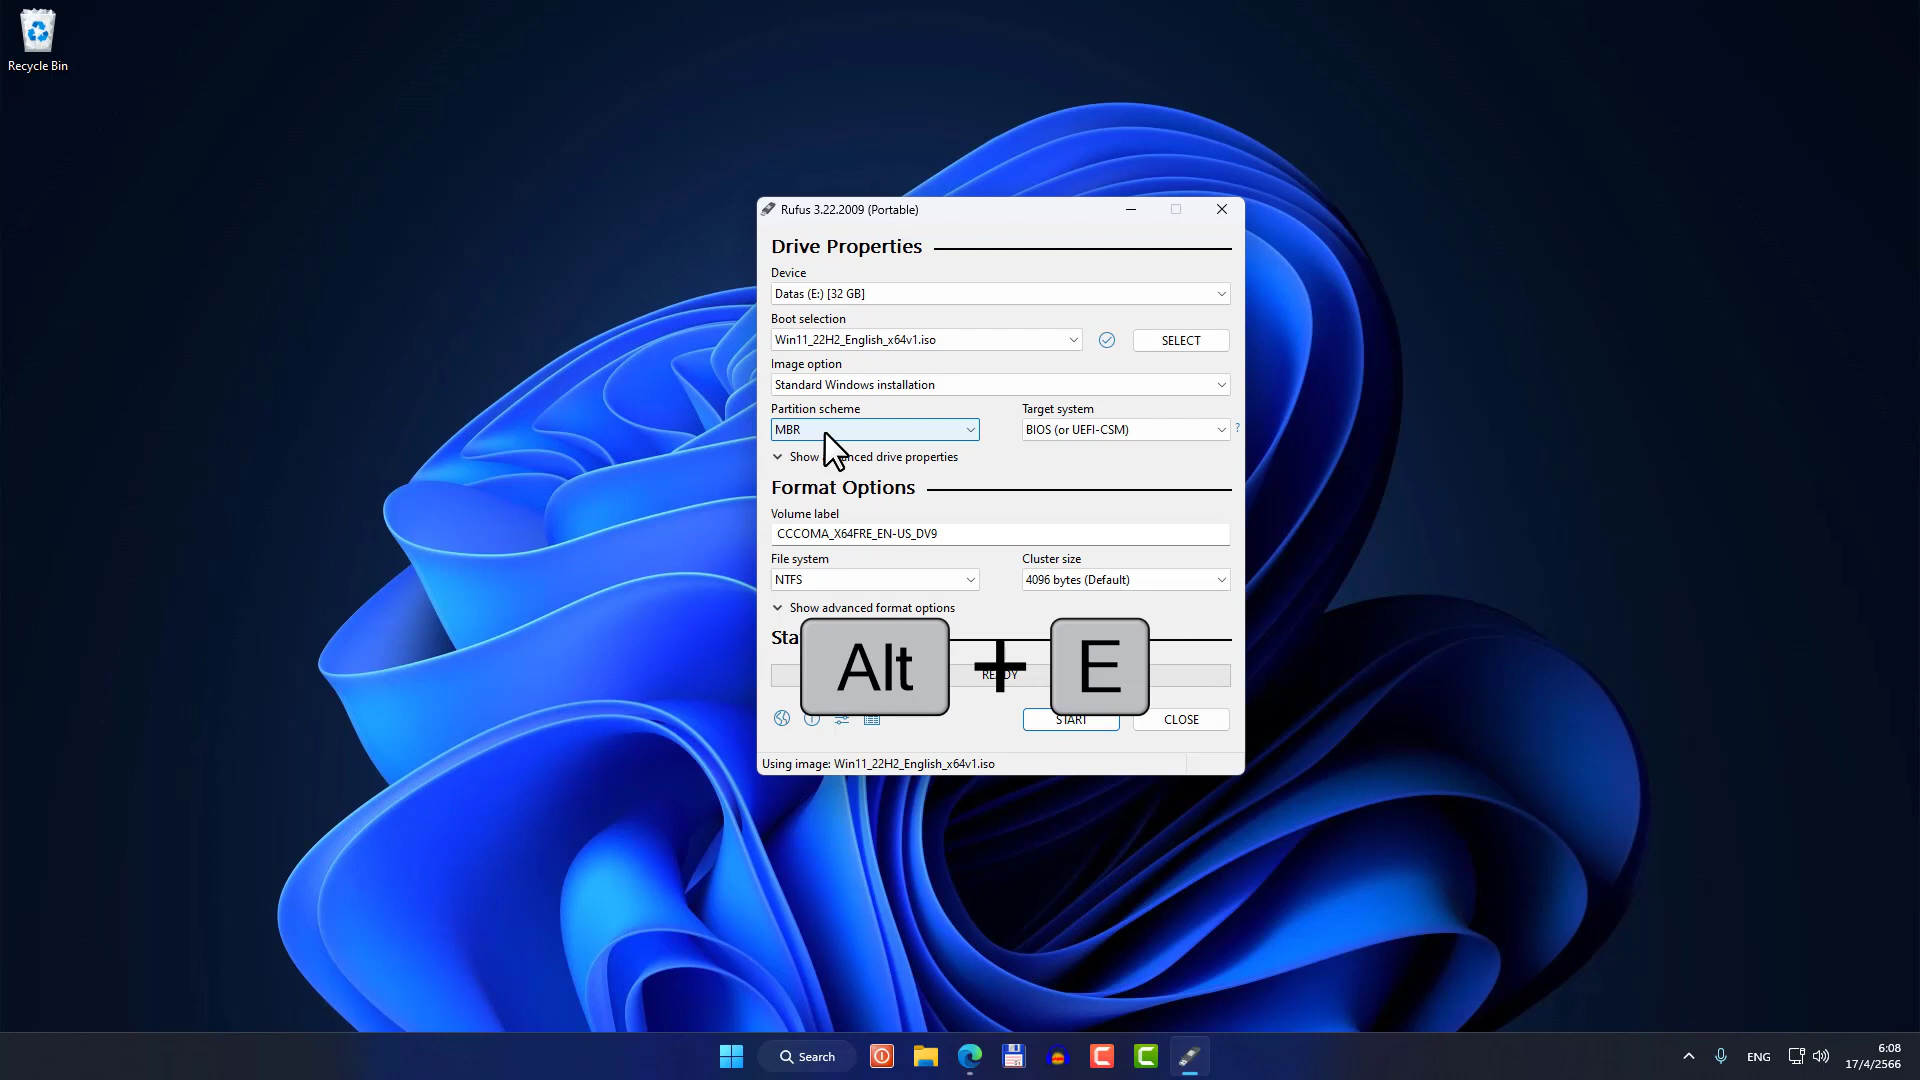 Recycle Bin
Rufus 3.22.2009 (Portable)
Drive Properties
Device
Datas (E:) [32 GB]
Boot selection
Win11_22H2_English_x64v1.iso
SELECT
Image option
Standard Windows installation
Partition scheme
Target system
MBR
BIOS (or UEFI-CSM)
?
Show advanced drive properties
Format Options
Volume label
CCCOMA_X64FRE_EN-US_DV9
File system
Cluster size
NTFS
4096 bytes (Default)
Show advanced format options
Sta
Alt + E
READY
START
CLOSE
Using image: Win11_22H2_English_x64v1.iso
Search
ENG
6:08
17/4/2566